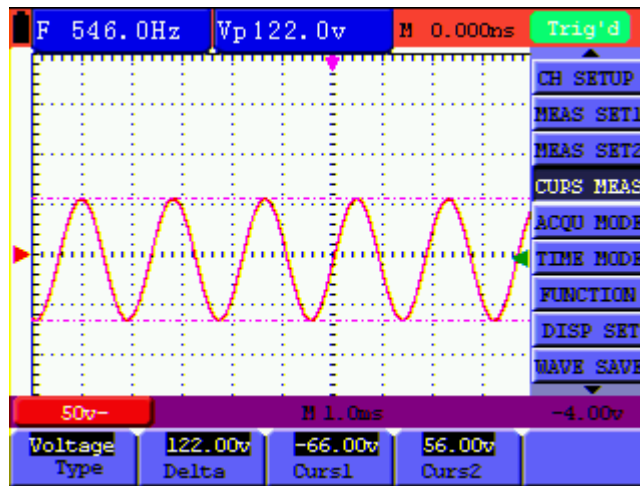 F 546.0Hz Vp122.0v M 0.000ns Trig'd
CH SETUP
MEAS SET1
MEAS SET2
CURS MEAS
ACQU MODE
TIME MODE
FUNCTION
DISP SET
WAVE SAVE
50v~ M 1.0ms -4.00v
Voltage 122.00v -66.00v 56.00v
Type Delta Curs1 Curs2